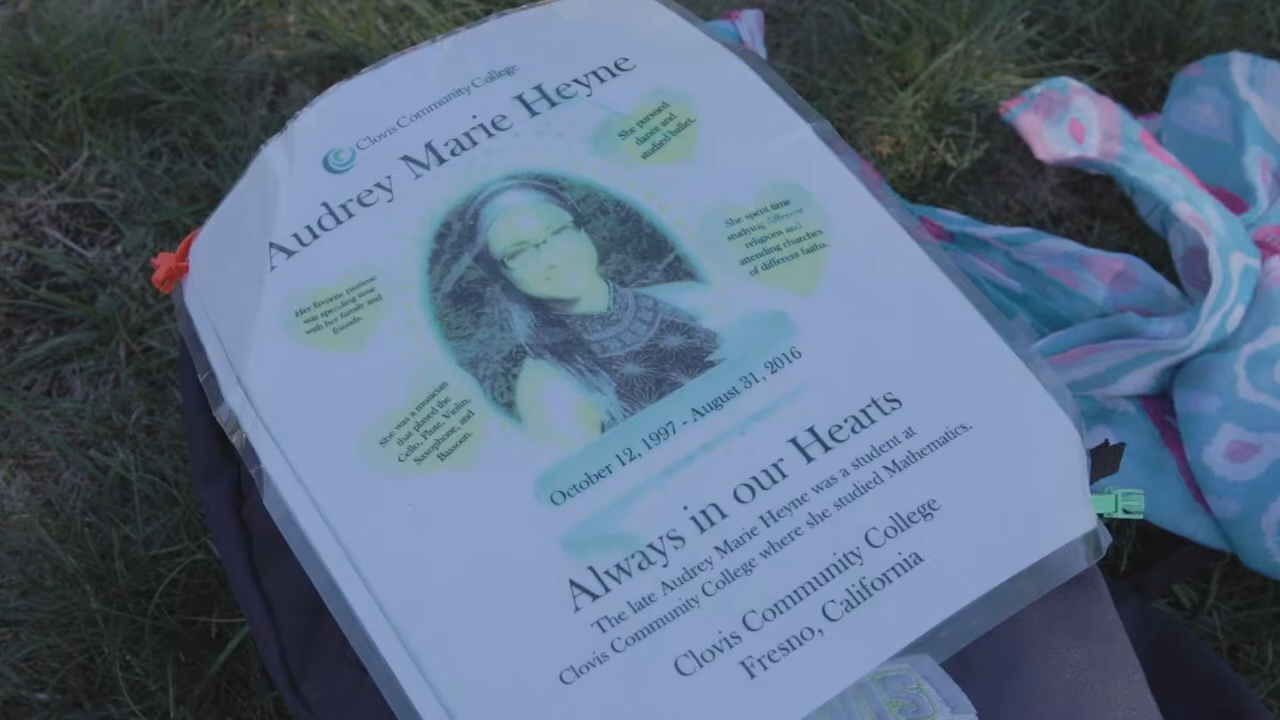 Clovis Community College
Audrey Marie Heyne
She pursued
dance and
studied ballet.
She spent time
studying different
religions and
attending churches
of different faiths.
Her favorite pastime
was spending time
with her family and
friends.
She was a musician
that played the
Cello, Flute, Violin,
Saxophone, and
Bassoon.
October 12, 1997 - August 31, 2016
Always in our Hearts
The late Audrey Marie Heyne was a student at
Clovis Community College where she studied Mathematics.
Clovis Community College
Fresno, California